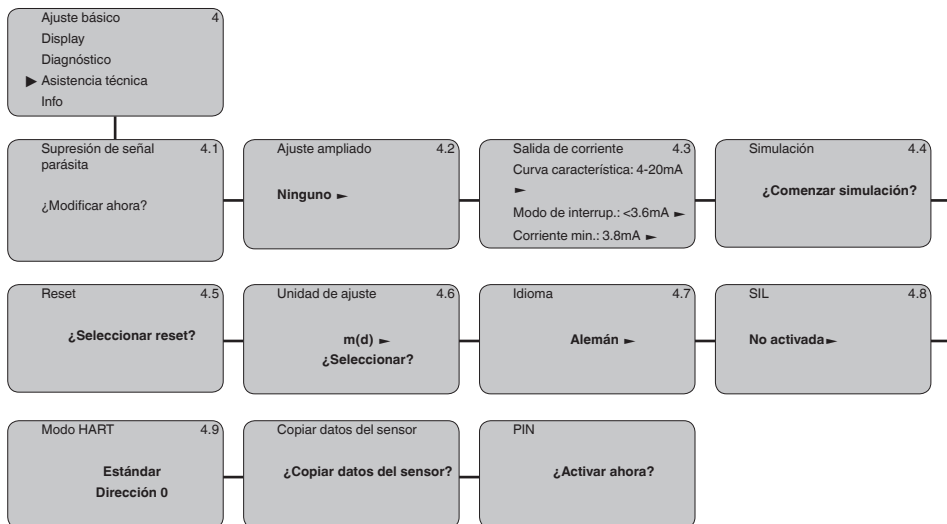 Ajuste básico 4
Display
Diagnóstico
▶ Asistencia técnica
Info
Supresión de señal 4.1
parásita
¿Modificar ahora?
Ajuste ampliado 4.2
Ninguno ►
Salida de corriente 4.3
Curva característica: 4-20mA
►
Modo de interrup.: <3.6mA ►
Corriente min.: 3.8mA ►
Simulación 4.4
¿Comenzar simulación?
Reset 4.5
¿Seleccionar reset?
Unidad de ajuste 4.6
m(d) ►
¿Seleccionar?
Idioma 4.7
Alemán ►
SIL 4.8
No activada ►
Modo HART 4.9
Estándar
Dirección 0
Copiar datos del sensor
¿Copiar datos del sensor?
PIN
¿Activar ahora?